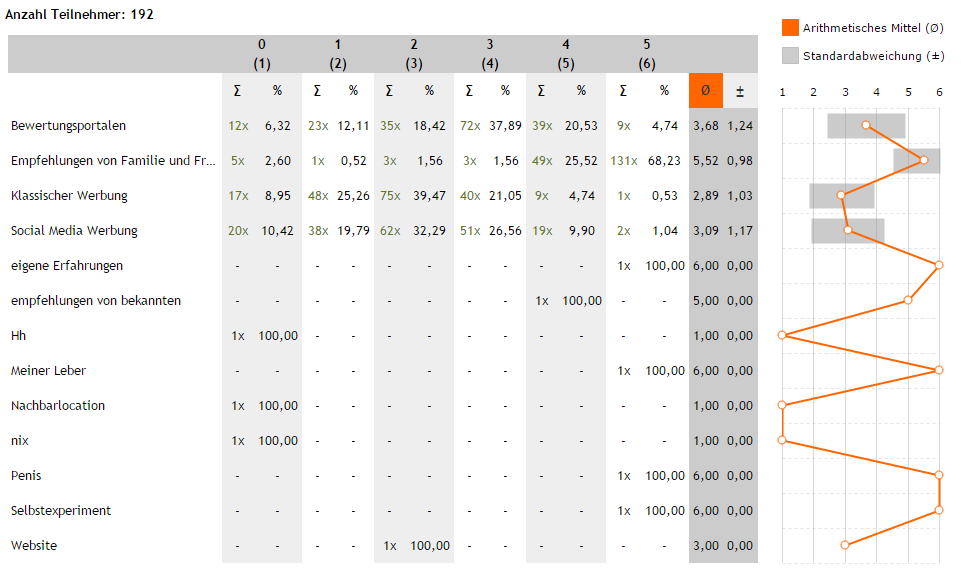 Anzahl Teilnehmer: 192
Arithmetisches Mittel (Ø)
Standardabweichung (±)
0 1 2 3 4 5
(1) (2) (3) (4) (5) (6)
Σ % Σ % Σ % Σ % Σ % Σ % Ø ± 1 2 3 4 5 6
Bewertungsportalen 12x 6,32 23x 12,11 35x 18,42 72x 37,89 39x 20,53 9x 4,74 3,68 1,24
Empfehlungen von Familie und Fr... 5x 2,60 1x 0,52 3x 1,56 3x 1,56 49x 25,52 131x 68,23 5,52 0,98
Klassischer Werbung 17x 8,95 48x 25,26 75x 39,47 40x 21,05 9x 4,74 1x 0,53 2,89 1,03
Social Media Werbung 20x 10,42 38x 19,79 62x 32,29 51x 26,56 19x 9,90 2x 1,04 3,09 1,17
eigene Erfahrungen - - - - - - - - - - 1x 100,00 6,00 0,00
empfehlungen von bekannten - - - - - - - - 1x 100,00 - - 5,00 0,00
Hh 1x 100,00 - - - - - - - - - - 1,00 0,00
Meiner Leber - - - - - - - - - - 1x 100,00 6,00 0,00
Nachbarlocation 1x 100,00 - - - - - - - - - - 1,00 0,00
nix 1x 100,00 - - - - - - - - - - 1,00 0,00
Penis - - - - - - - - - - 1x 100,00 6,00 0,00
Selbstexperiment - - - - - - - - - - 1x 100,00 6,00 0,00
Website - - - - 1x 100,00 - - - - - - 3,00 0,00